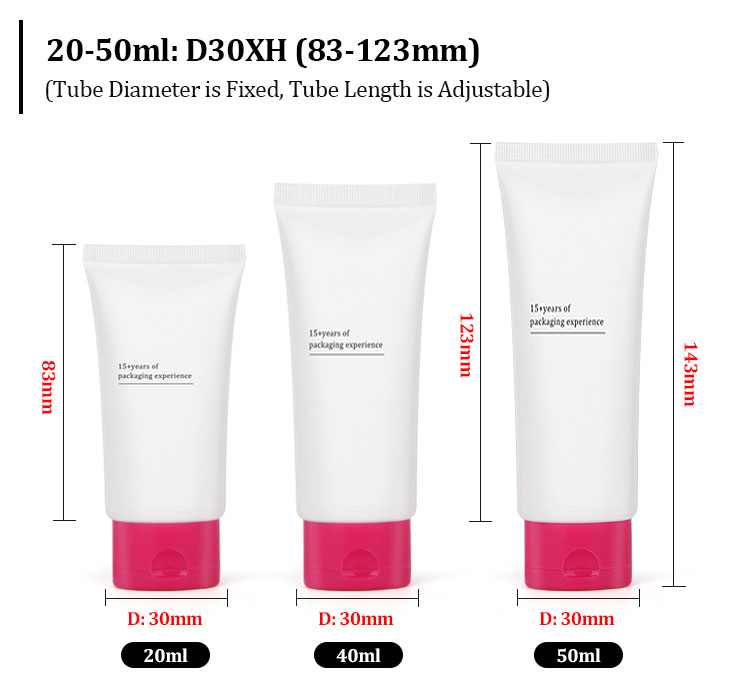 20-50ml: D30XH (83-123mm)
(Tube Diameter is Fixed, Tube Length is Adjustable)
15+years of
packaging experience
15+years of
packaging experience
15+years of
packaging experience
83mm
123mm
143mm
D: 30mm
D: 30mm
D: 30mm
20ml
40ml
50ml